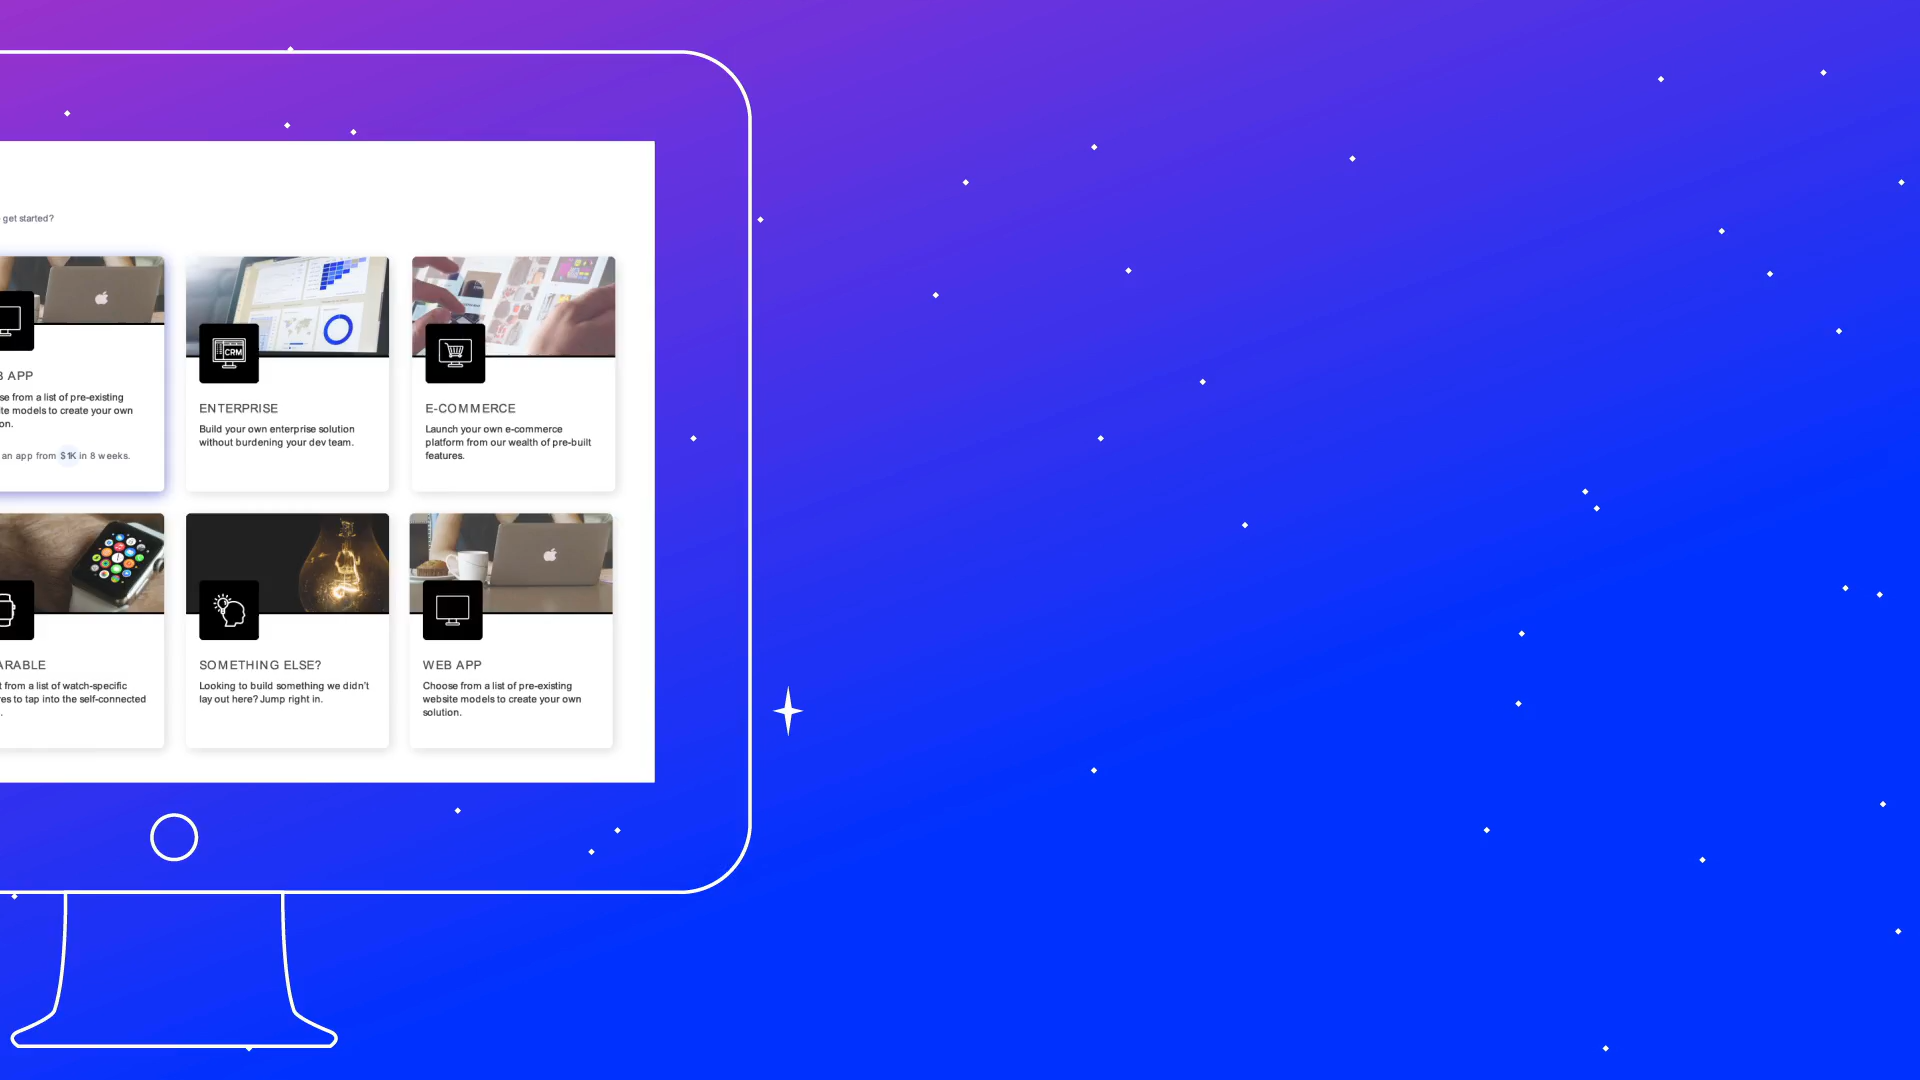 get started?
APP
from a list of pre-existing
models to create your own
an app from $1K in 8 weeks.
ENTERPRISE
Build your own enterprise solution
without burdening your dev team.
E-COMMERCE
Launch your own e-commerce
platform from our wealth of pre-built
features.
CRM
from a list of watch-specific
to tap into the self-connected
SOMETHING ELSE?
Looking to build something we didn't
lay out here? Jump right in.
WEB APP
Choose from a list of pre-existing
website models to create your own
solution.